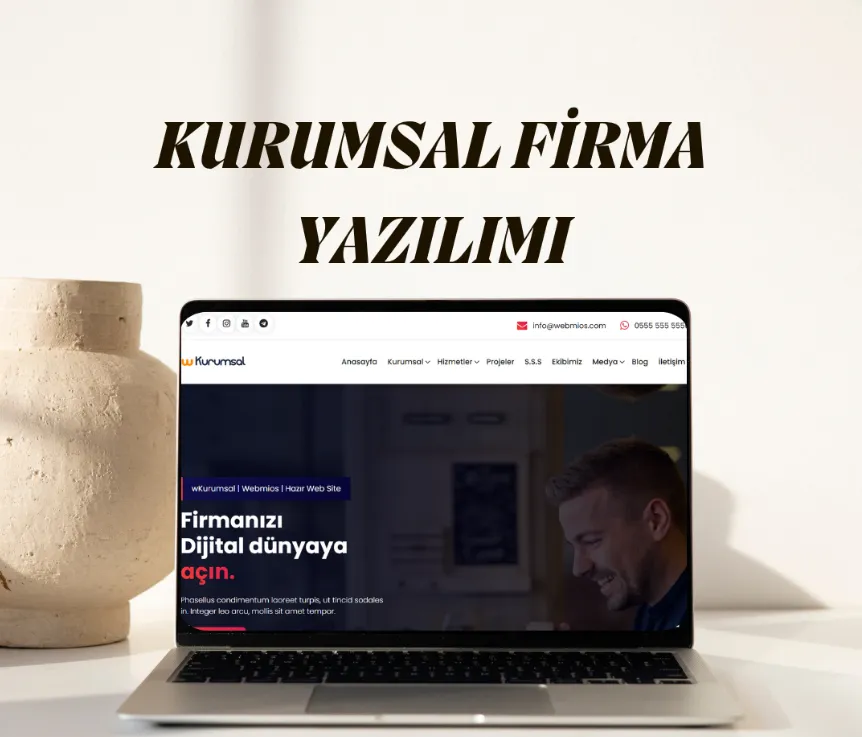 KURUMSAL FİRMA
YAZILIMI
info@webmios.com 0555 555 555
w Kurumsal
Anasayfa Kurumsal Hizmetler Projeler S.S.S Ekibimiz Medya Blog İletişim
wKurumsal | Webmios | Hazır Web Site
Firmanızı
Dijital dünyaya
açın.
Phasellus condimentum laoreet turpis, ut tincid sodales
in. Integer leo arcu, mollis sit amet tempor.